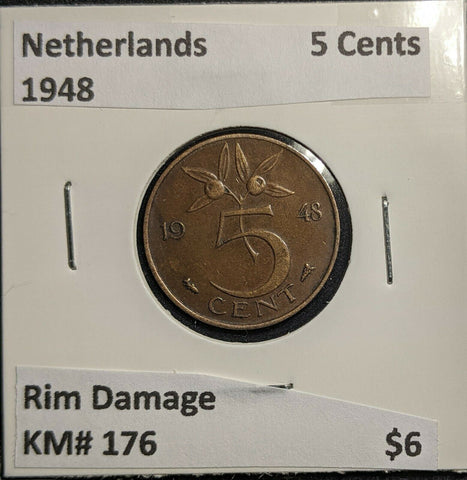 Netherlands 5 Cents
1948
19 48
5
CENT
Rim Damage
KM# 176 $6